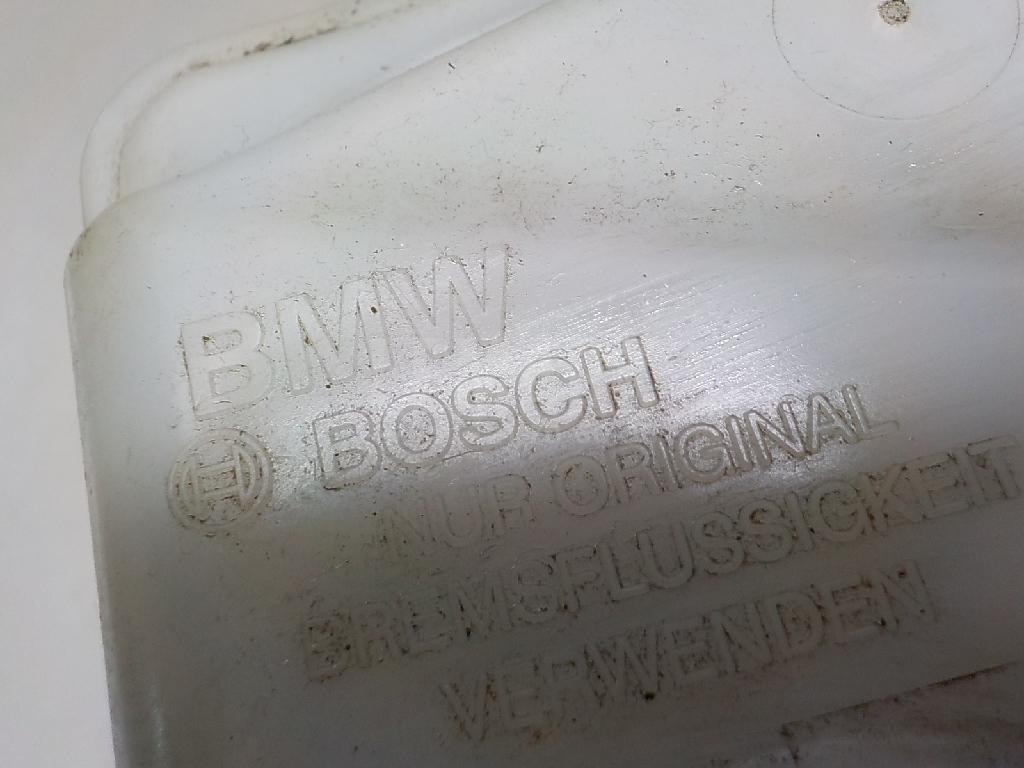 BMW
BOSCH
NUR ORIGINAL
BREMSFLUSSIGKEIT
VERWENDEN